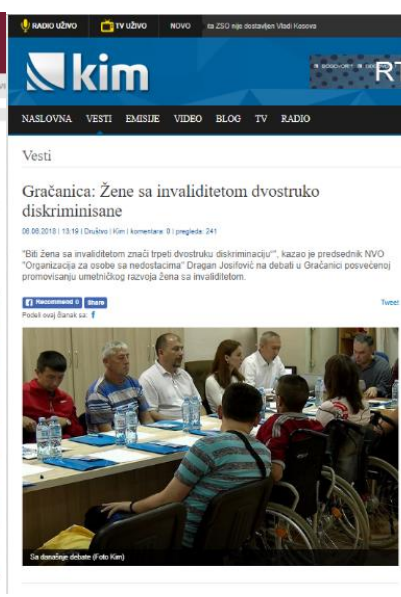 RADIO UŽIVO TV UŽIVO NOVO za ZSO nije dostavljen Vladi Kosova
kim
RT
NASLOVNA VESTI EMISIJE VIDEO BLOG TV RADIO
Vesti
Gračanica: Žene sa invaliditetom dvostruko
diskriminisane
08.06.2018 | 13:19 | Društvo | Kim | komentara: 0 | pregleda: 241
"Biti žena sa invaliditetom znači trpeti dvostruku diskriminaciju"", kazao je predsednik NVO
"Organizacija za osobe sa nedostacima" Dragan Josifović na debati u Gračanici posvećenoj
promovisanju umetničkog razvoja žena sa invaliditetom.
Recommend 0 Share
Tweet
Podeli ovaj članak sa:
Sa današnje debate (Foto Kim)